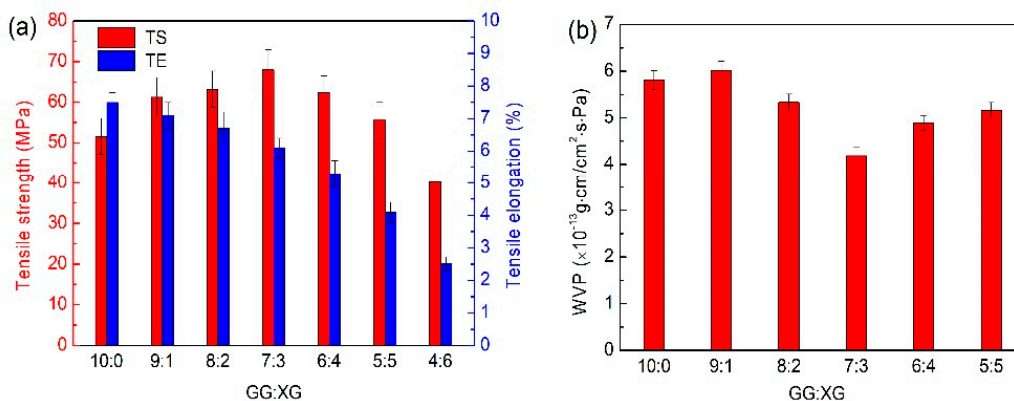 (a)
TS
TE
Tensile strength (MPa)
80
70
60
50
40
30
20
10
0
10:0 9:1 8:2 7:3 6:4 5:5 4:6
GG:XG
10
9
8
7
6
5
4
3
2
1
0
Tensile elongation (%)
(b)
WVP (×10⁻¹³g·cm/cm²·s·Pa)
7
6
5
4
3
2
1
0
10:0 9:1 8:2 7:3 6:4 5:5
GG:XG